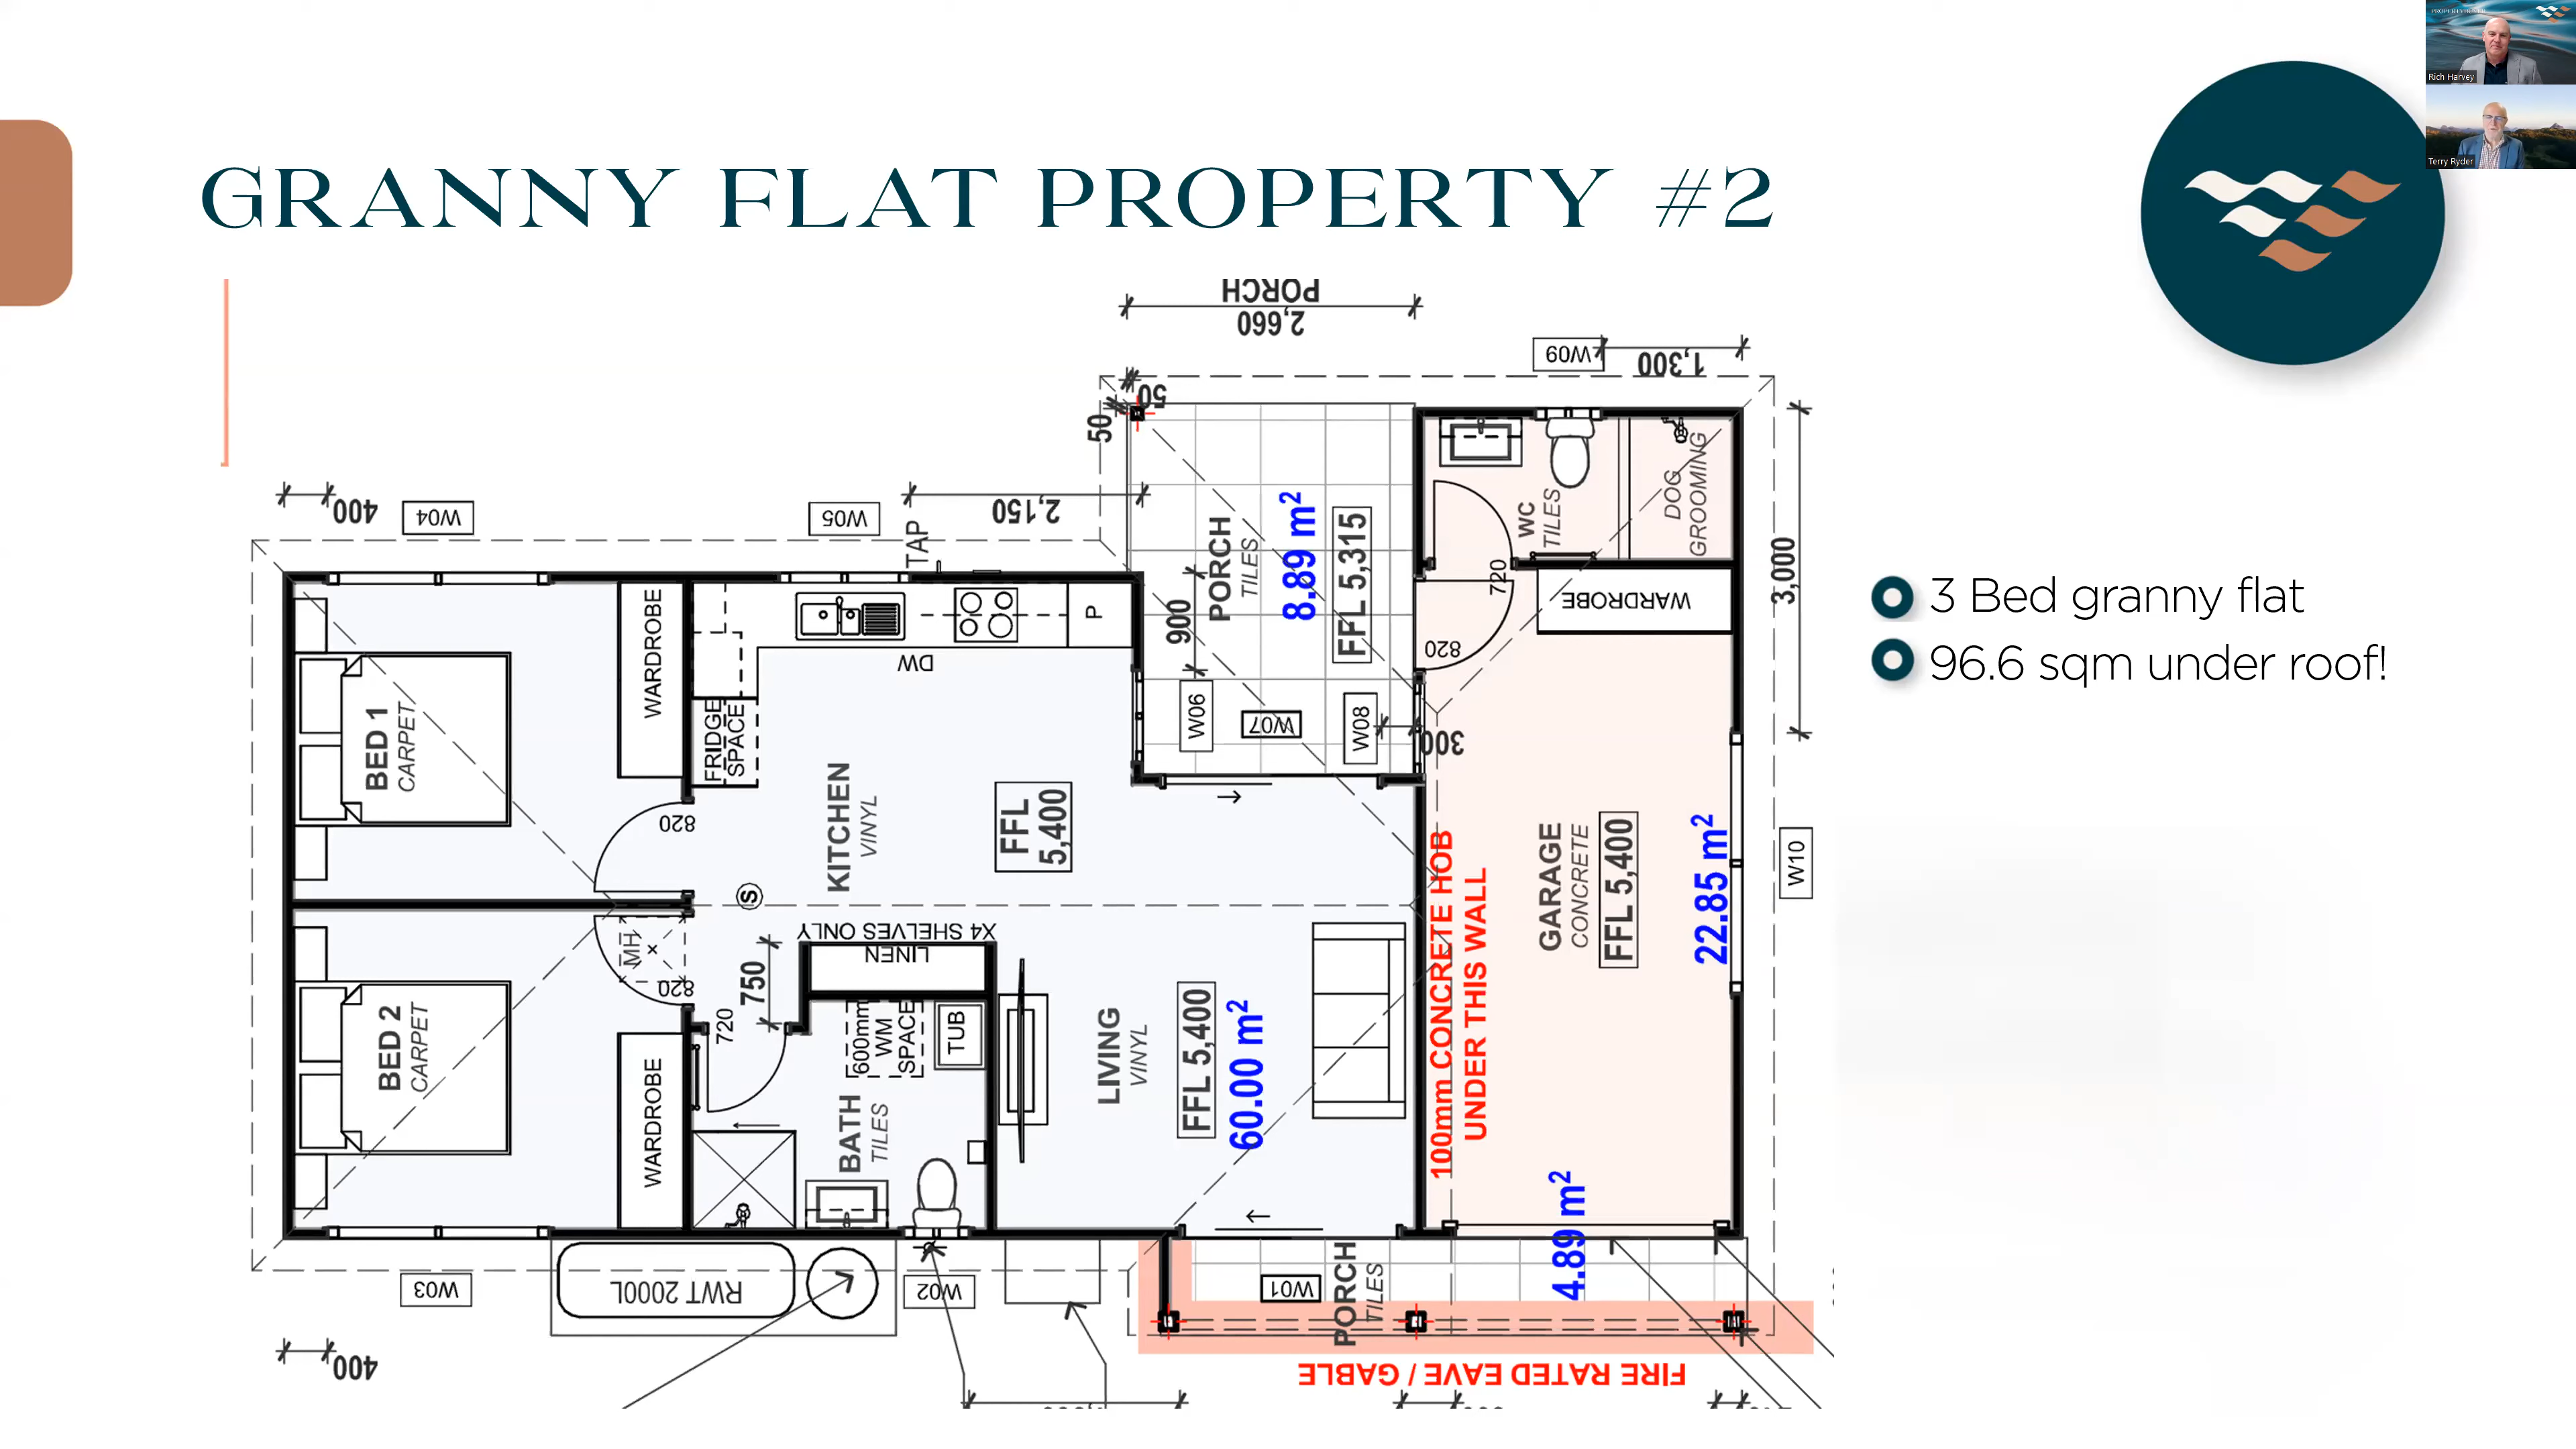 Rich Harvey
Terry Ryder
GRANNY FLAT PROPERTY #2
PORCH
2,660
W09
1,300
50
50
400
W04
W05
TAP
2,150
PORCH
TILES
8.89 m²
FFL 5,315
WC
TILES
DOG
GROOMING
3,000
720
WARDROBE
820
900
W06
W07
W08
300
BED 1
CARPET
WARDROBE
FRIDGE
SPACE
DW
P
KITCHEN
VINYL
FFL
5,400
820
S
MH
820
X4 SHELVES ONLY
LINEN
750
720
600mm
WM
SPACE
TUB
BED 2
CARPET
WARDROBE
BATH
TILES
LIVING
VINYL
FFL 5,400
60.00 m²
100mm CONCRETE HOB
UNDER THIS WALL
GARAGE
CONCRETE
FFL 5,400
22.85 m²
W10
4.89 m²
W03
RWT 2000L
W02
W01
PORCH
TILES
400
FIRE RATED EAVE / GABLE
3 Bed granny flat
96.6 sqm under roof!